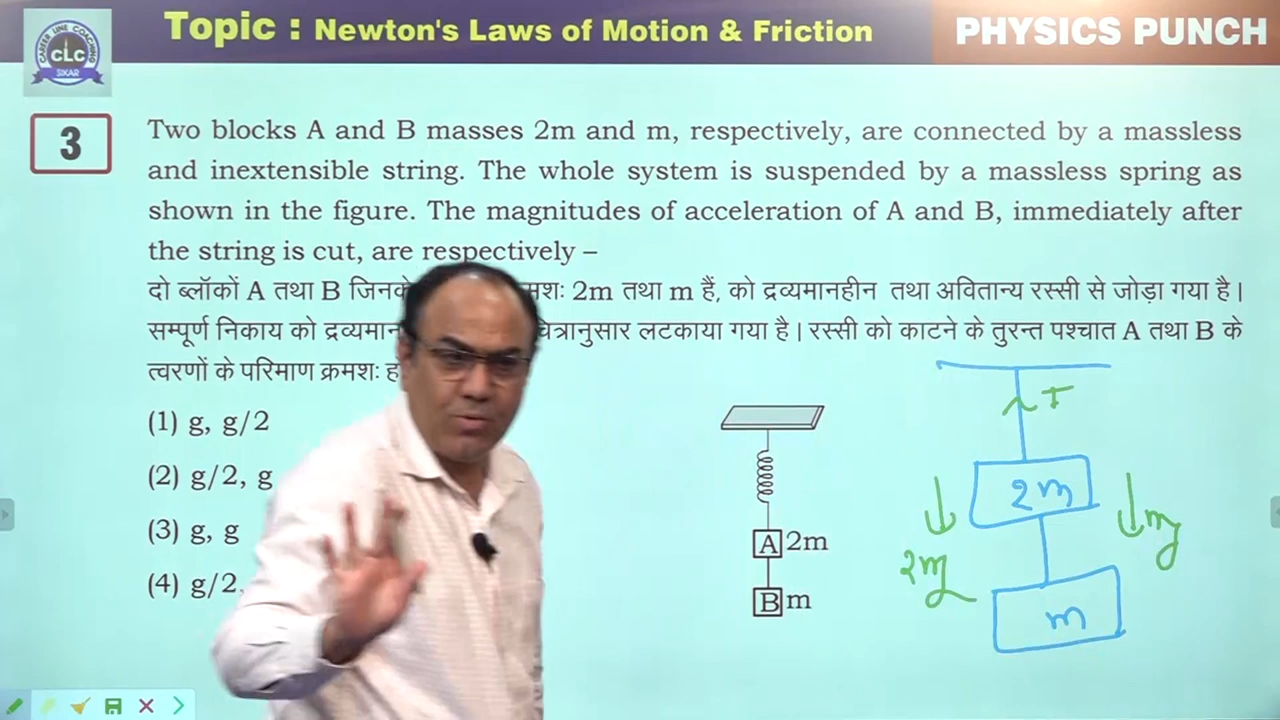 Topic : Newton's Laws of Motion & Friction
PHYSICS PUNCH
CAREER LINE COACHING
CLC
SIKAR
3
Two blocks A and B masses 2m and m, respectively, are connected by a massless
and inextensible string. The whole system is suspended by a massless spring as
shown in the figure. The magnitudes of acceleration of A and B, immediately after
the string is cut, are respectively –
दो ब्लॉकों A तथा B जिनके मशः 2m तथा m हैं, को द्रव्यमानहीन तथा अवितान्य रस्सी से जोड़ा गया है।
सम्पूर्ण निकाय को द्रव्यमान चित्रानुसार लटकाया गया है। रस्सी को काटने के तुरन्त पश्चात A तथा B के
त्वरणों के परिमाण क्रमशः
(1) g, g/2
(2) g/2, g
(3) g, g
(4) g/2,
A 2m
B m
T
2m
mg
2mg
m